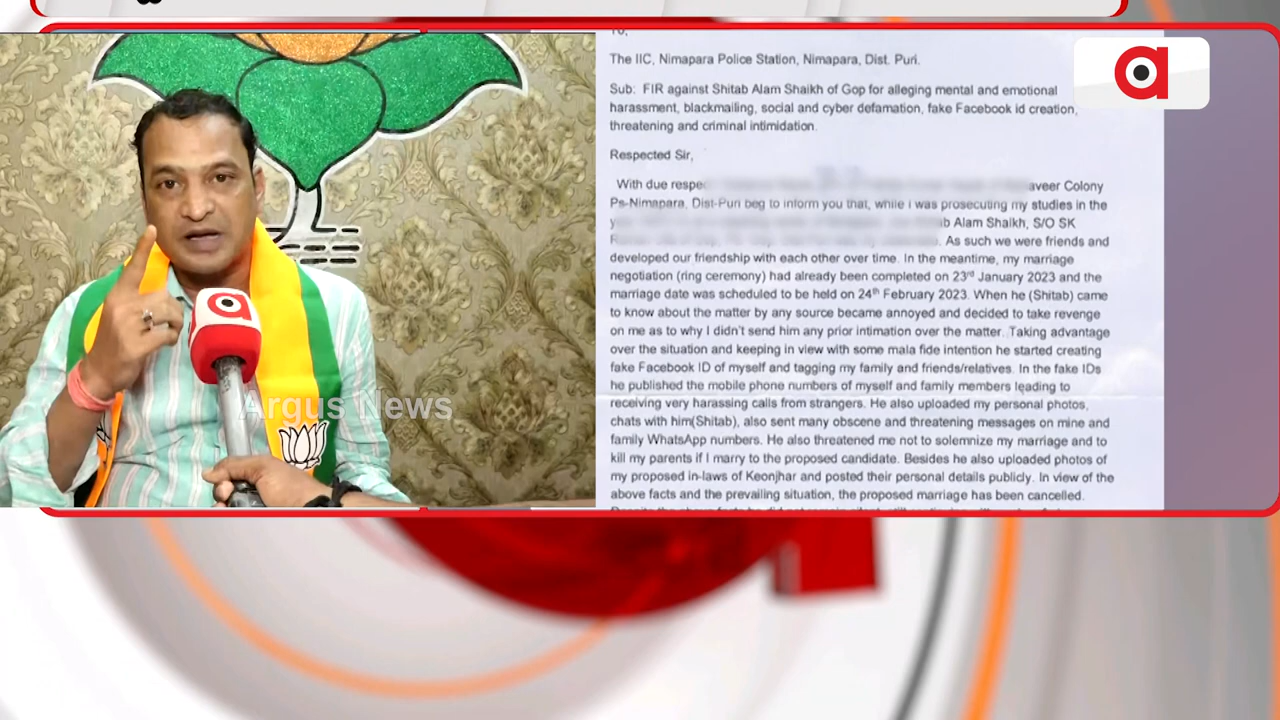 The IIC, Nimapara Police Station, Nimapara, Dist. Puri.
Sub: FIR against Shitab Alam Shaikh of Gop for alleging mental and emotional
harassment, blackmailing, social and cyber defamation, fake Facebook id creation,
threatening and criminal intimidation.
Respected Sir,
With due respe aveer Colony
Ps-Nimapara, Dist-Puri beg to inform you that, while I was prosecuting my studies in the
y b Alam Shaikh, S/O SK
As such we were friends and
developed our friendship with each other over time. In the meantime, my marriage
negotiation (ring ceremony) had already been completed on 23rd January 2023 and the
marriage date was scheduled to be held on 24th February 2023. When he (Shitab) came
to know about the matter by any source became annoyed and decided to take revenge
on me as to why I didn't send him any prior intimation over the matter. Taking advantage
over the situation and keeping in view with some mala fide intention he started creating
fake Facebook ID of myself and tagging my family and friends/relatives. In the fake IDs
he published the mobile phone numbers of myself and family members leading to
receiving very harassing calls from strangers. He also uploaded my personal photos,
chats with him(Shitab), also sent many obscene and threatening messages on mine and
family WhatsApp numbers. He also threatened me not to solemnize my marriage and to
kill my parents if I marry to the proposed candidate. Besides he also uploaded photos of
my proposed in-laws of Keonjhar and posted their personal details publicly. In view of the
above facts and the prevailing situation, the proposed marriage has been cancelled.
Argus News
a
a